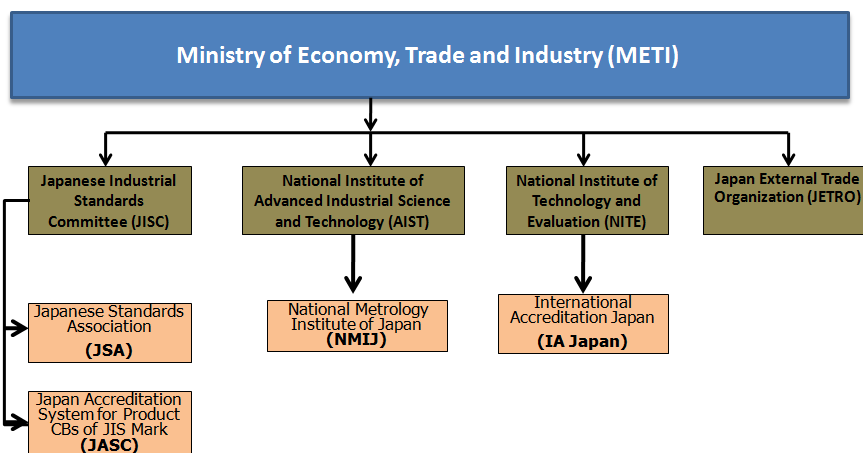 Ministry of Economy, Trade and Industry (METI)
Japanese Industrial
Standards
Committee (JISC)
National Institute of
Advanced Industrial Science
and Technology (AIST)
National Institute of
Technology and
Evaluation (NITE)
Japan External Trade
Organization (JETRO)
Japanese Standards
Association
(JSA)
National Metrology
Institute of Japan
(NMIJ)
International
Accreditation Japan
(IA Japan)
Japan Accreditation
System for Product
CBs of JIS Mark
(JASC)